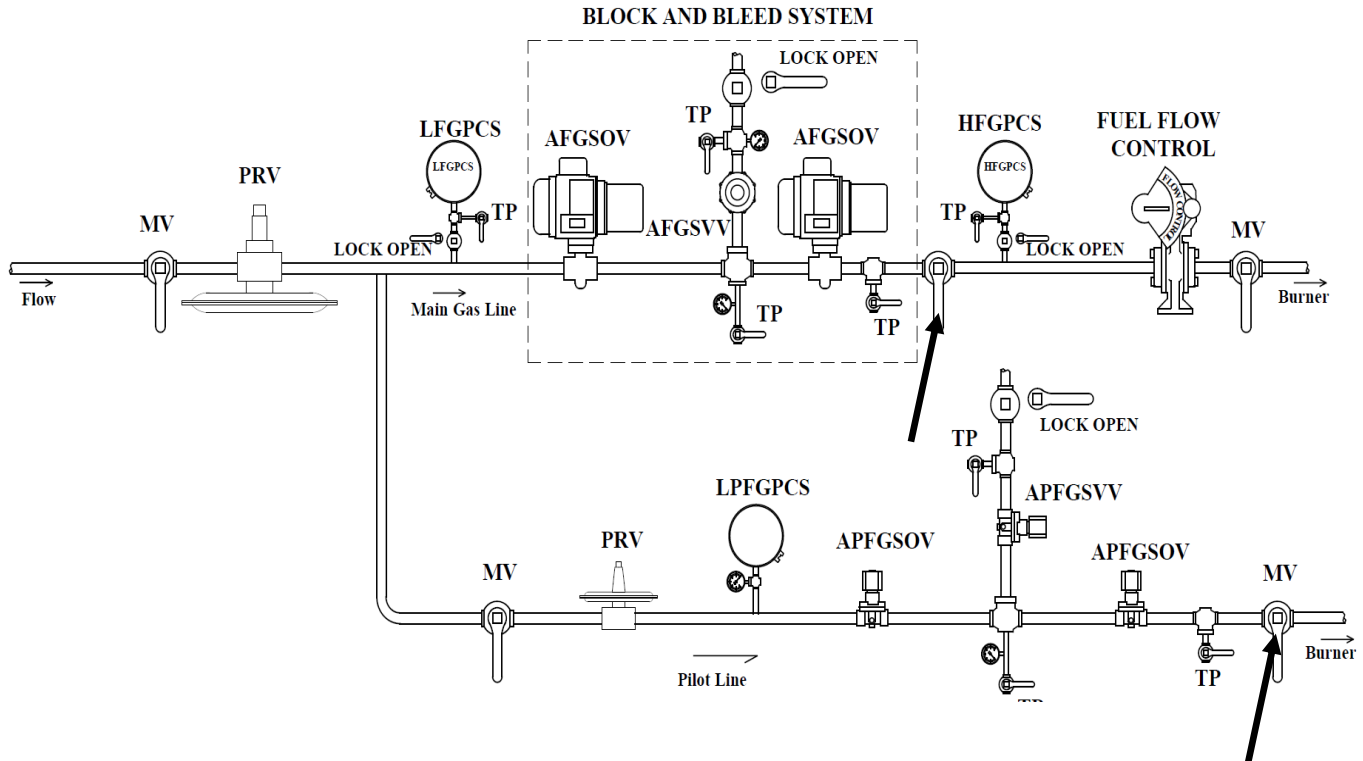 BLOCK AND BLEED SYSTEM
LOCK OPEN
TP
LFGPCS
LFGPCS
AFGSOV
AFGSOV
HFGPCS
HFGPCS
FUEL FLOW
CONTROL
FLOW CONTROL
PRV
TP
TP
MV
LOCK OPEN
AFGSVV
LOCK OPEN
MV
Flow
Main Gas Line
TP
TP
Burner
LOCK OPEN
TP
LPFGPCS
APFGSVV
PRV
APFGSOV
APFGSOV
MV
MV
Pilot Line
TP
Burner